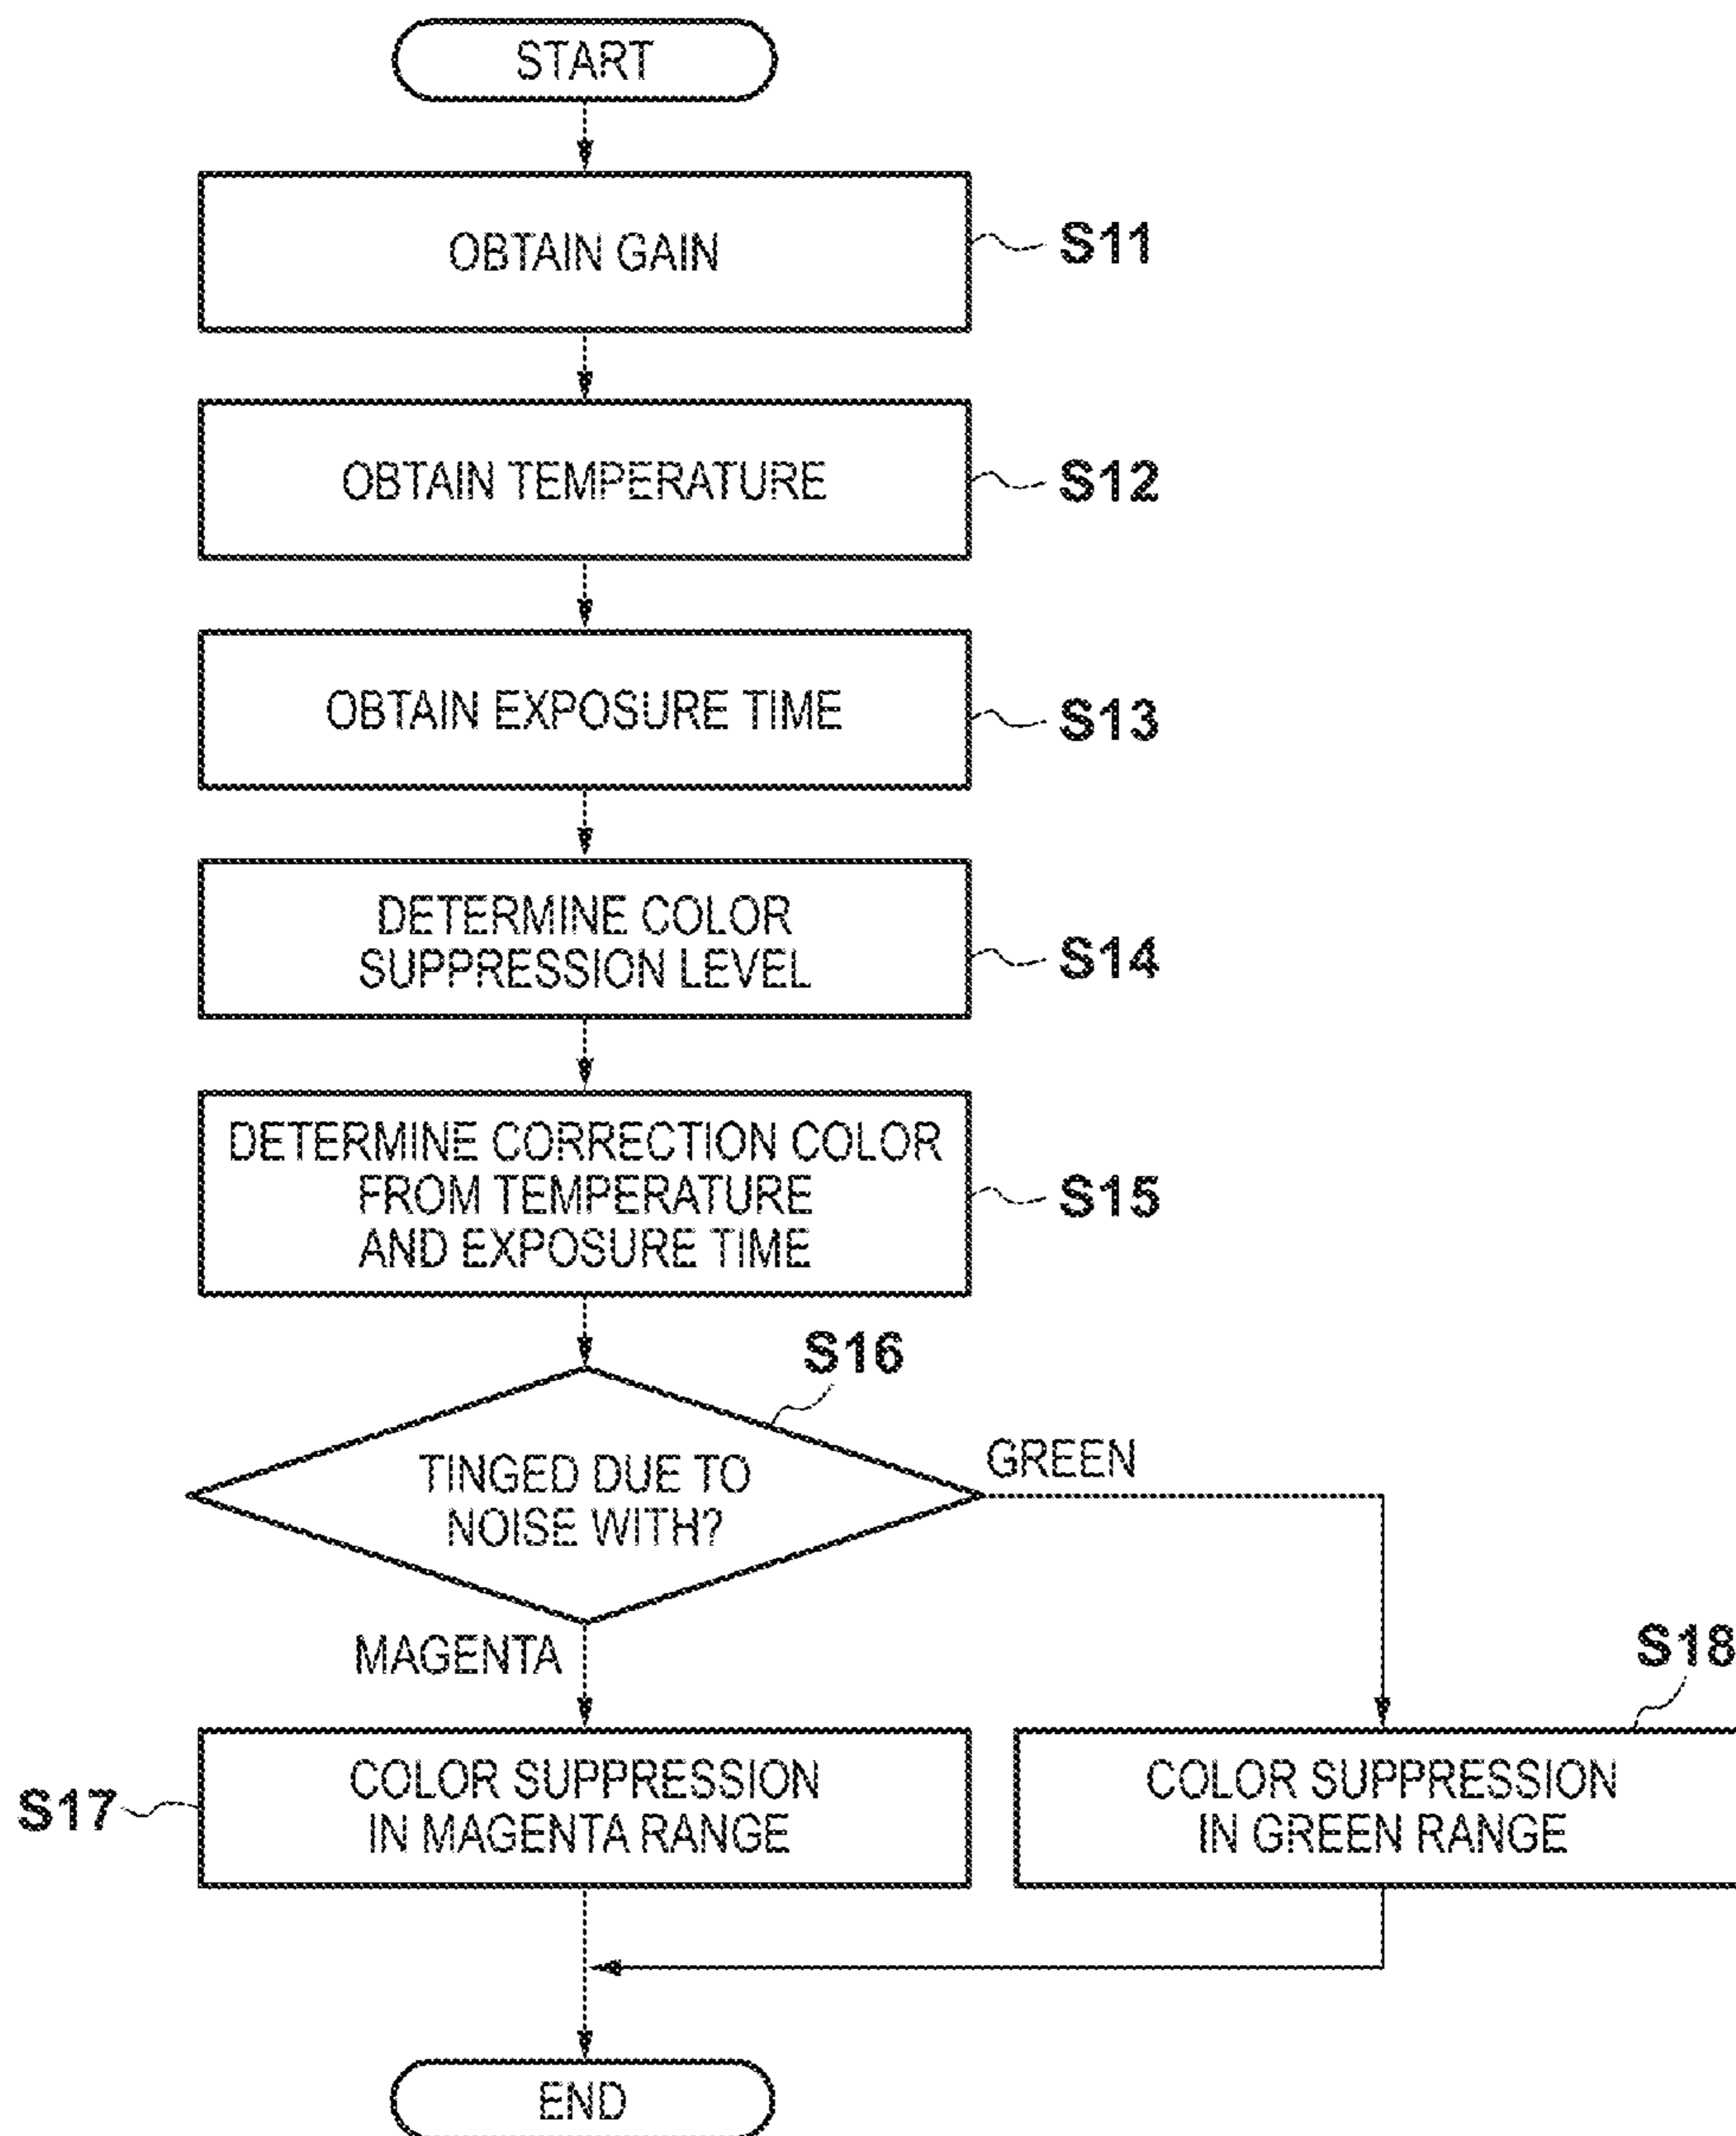 START
OBTAIN GAIN
S11
OBTAIN TEMPERATURE
S12
OBTAIN EXPOSURE TIME
S13
DETERMINE COLOR
SUPPRESSION LEVEL
S14
DETERMINE CORRECTION COLOR
FROM TEMPERATURE
AND EXPOSURE TIME
S15
S16
TINGED DUE TO
NOISE WITH?
GREEN
MAGENTA
S17
COLOR SUPPRESSION
IN MAGENTA RANGE
S18
COLOR SUPPRESSION
IN GREEN RANGE
END